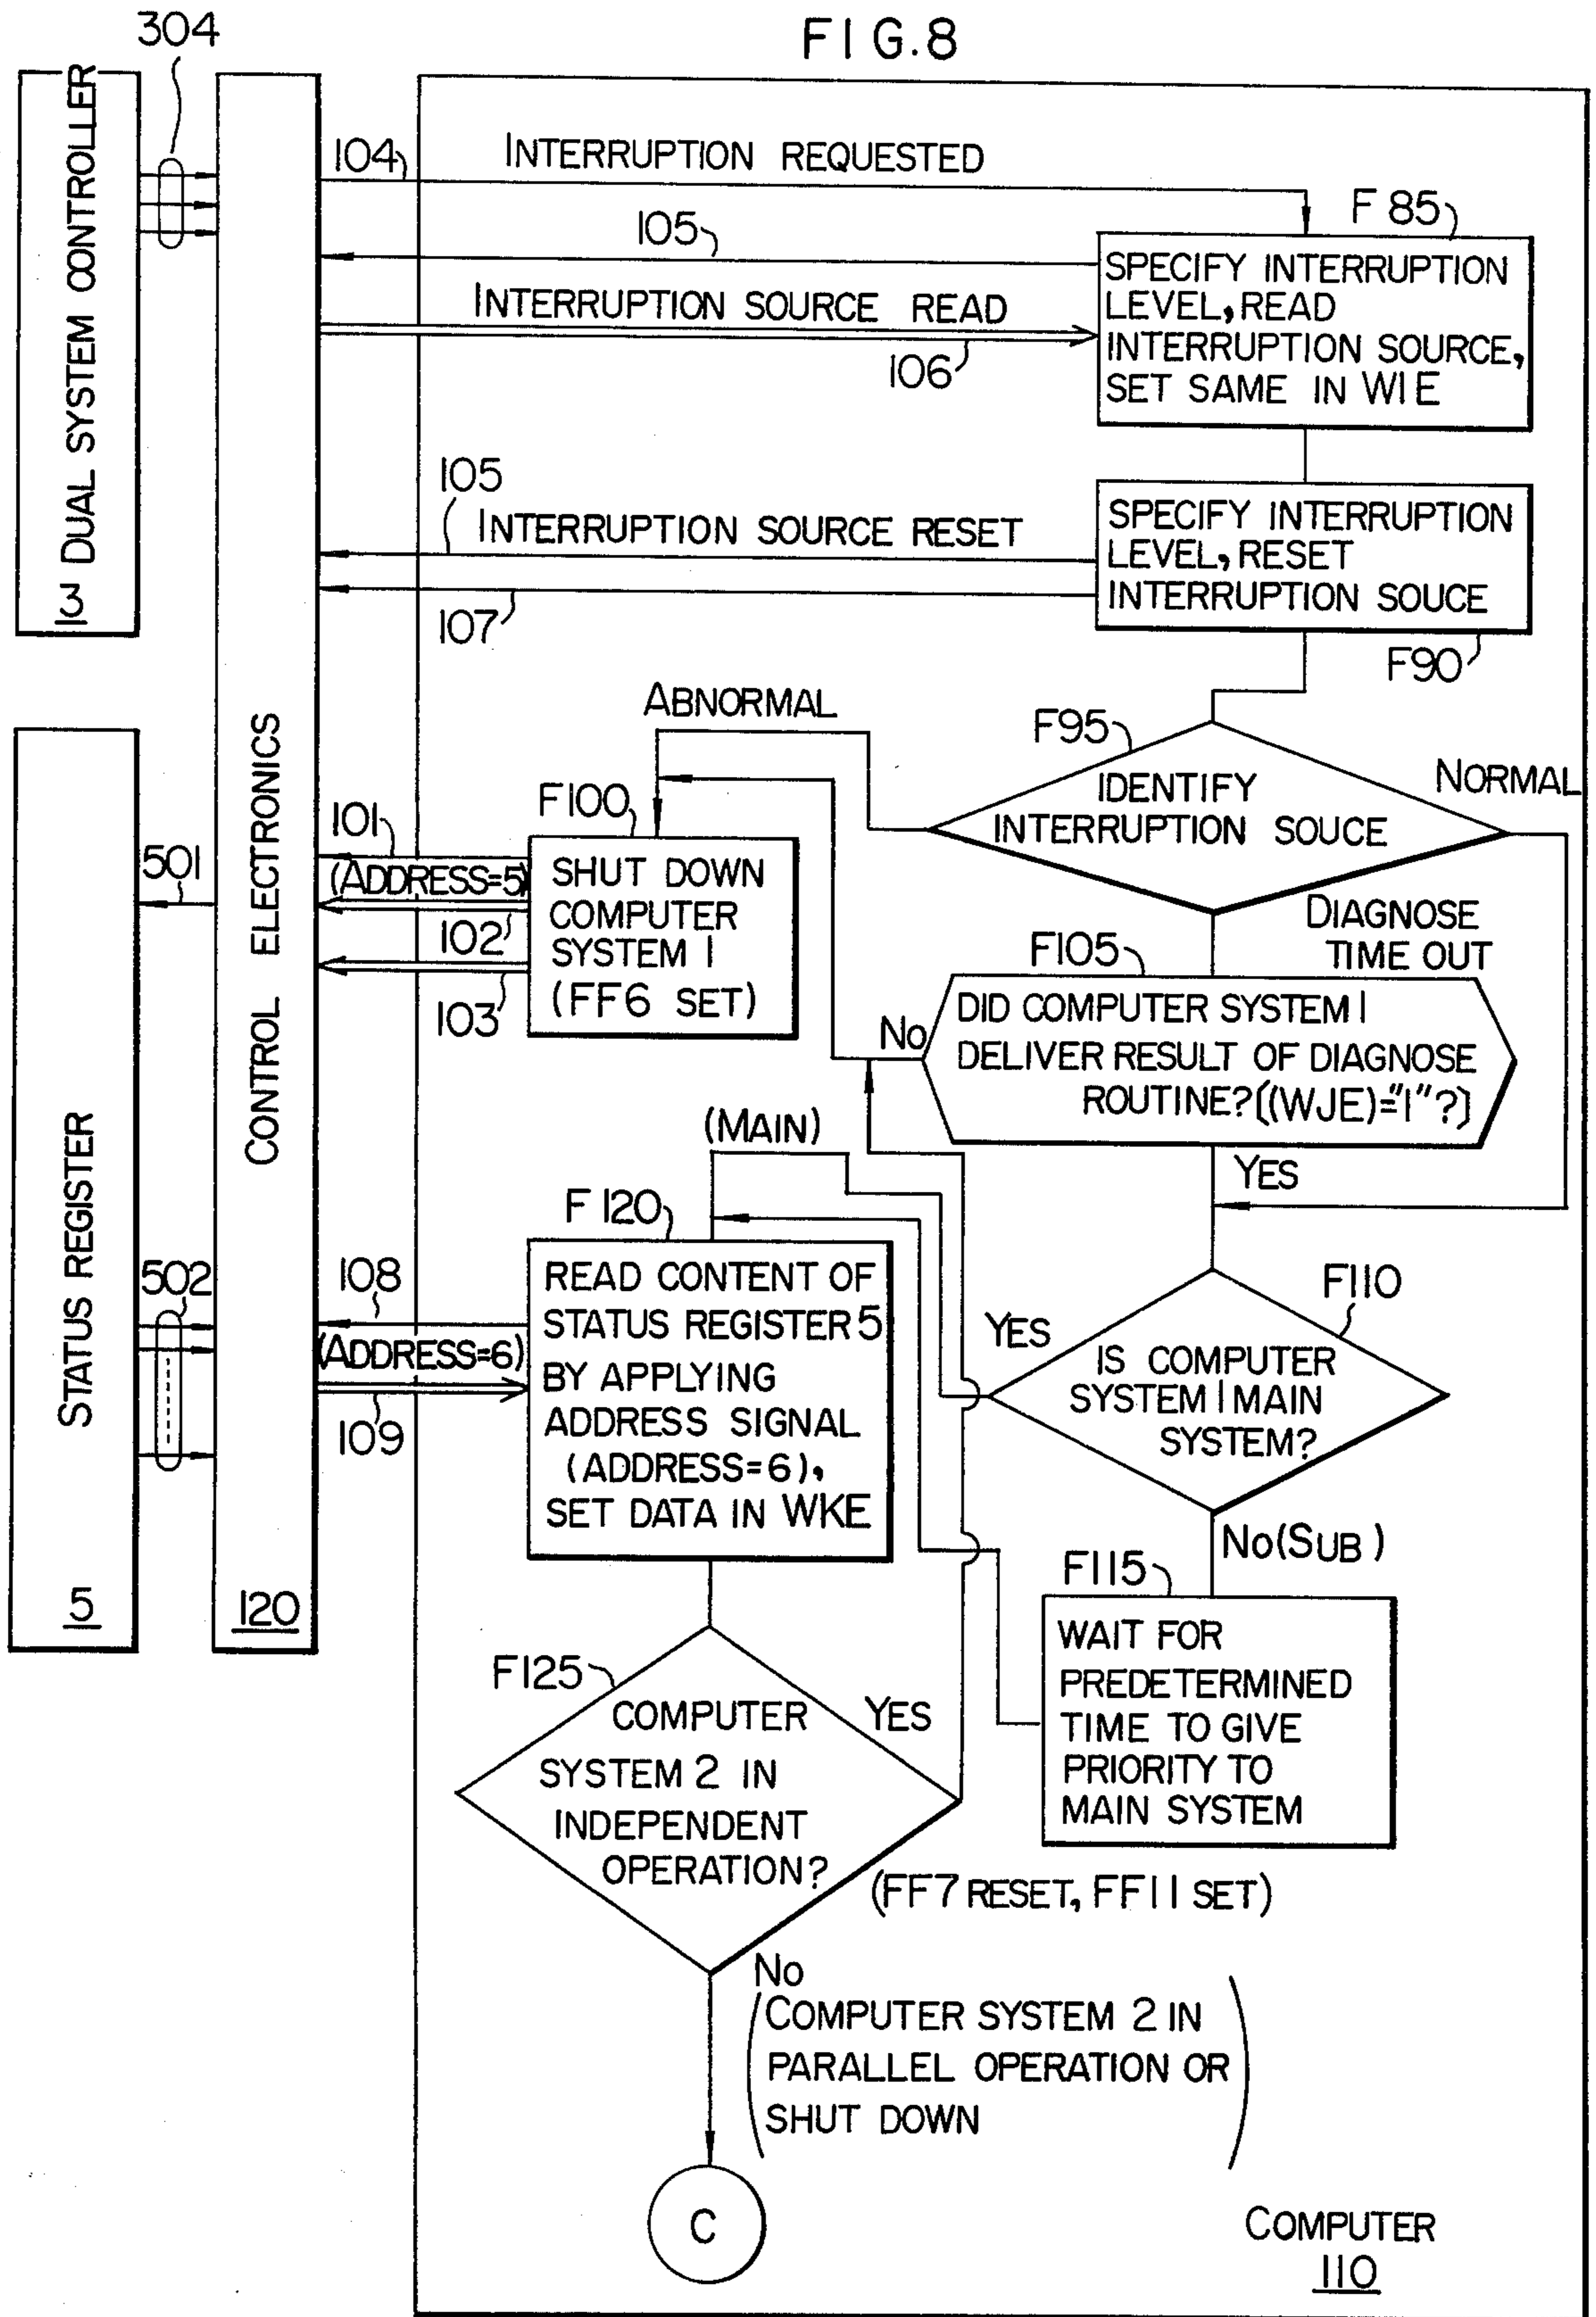 FIG.8
304
13 DUAL SYSTEM CONTROLLER
104
INTERRUPTION REQUESTED
F 85
105
SPECIFY INTERRUPTION
LEVEL, READ
INTERRUPTION SOURCE,
SET SAME IN WIE
INTERRUPTION SOURCE READ
106
105
INTERRUPTION SOURCE RESET
SPECIFY INTERRUPTION
LEVEL, RESET
INTERRUPTION SOUCE
107
F90
ABNORMAL
F95
IDENTIFY
INTERRUPTION SOUCE
NORMAL
CONTROL ELECTRONICS
120
F100
101
(ADDRESS=5)
102
103
501
SHUT DOWN
COMPUTER
SYSTEM 1
(FF6 SET)
DIAGNOSE
TIME OUT
F105
DID COMPUTER SYSTEM 1
DELIVER RESULT OF DIAGNOSE
ROUTINE?[(WJE)="1"?]
NO
YES
(MAIN)
STATUS REGISTER
15
502
F 120
108
(ADDRESS=6)
109
READ CONTENT OF
STATUS REGISTER 5
BY APPLYING
ADDRESS SIGNAL
(ADDRESS=6),
SET DATA IN WKE
F110
YES
IS COMPUTER
SYSTEM 1 MAIN
SYSTEM?
NO(SUB)
F115
WAIT FOR
PREDETERMINED
TIME TO GIVE
PRIORITY TO
MAIN SYSTEM
F125
COMPUTER
SYSTEM 2 IN
INDEPENDENT
OPERATION?
YES
(FF7 RESET, FF11 SET)
NO
(COMPUTER SYSTEM 2 IN
PARALLEL OPERATION OR
SHUT DOWN)
C
COMPUTER
110